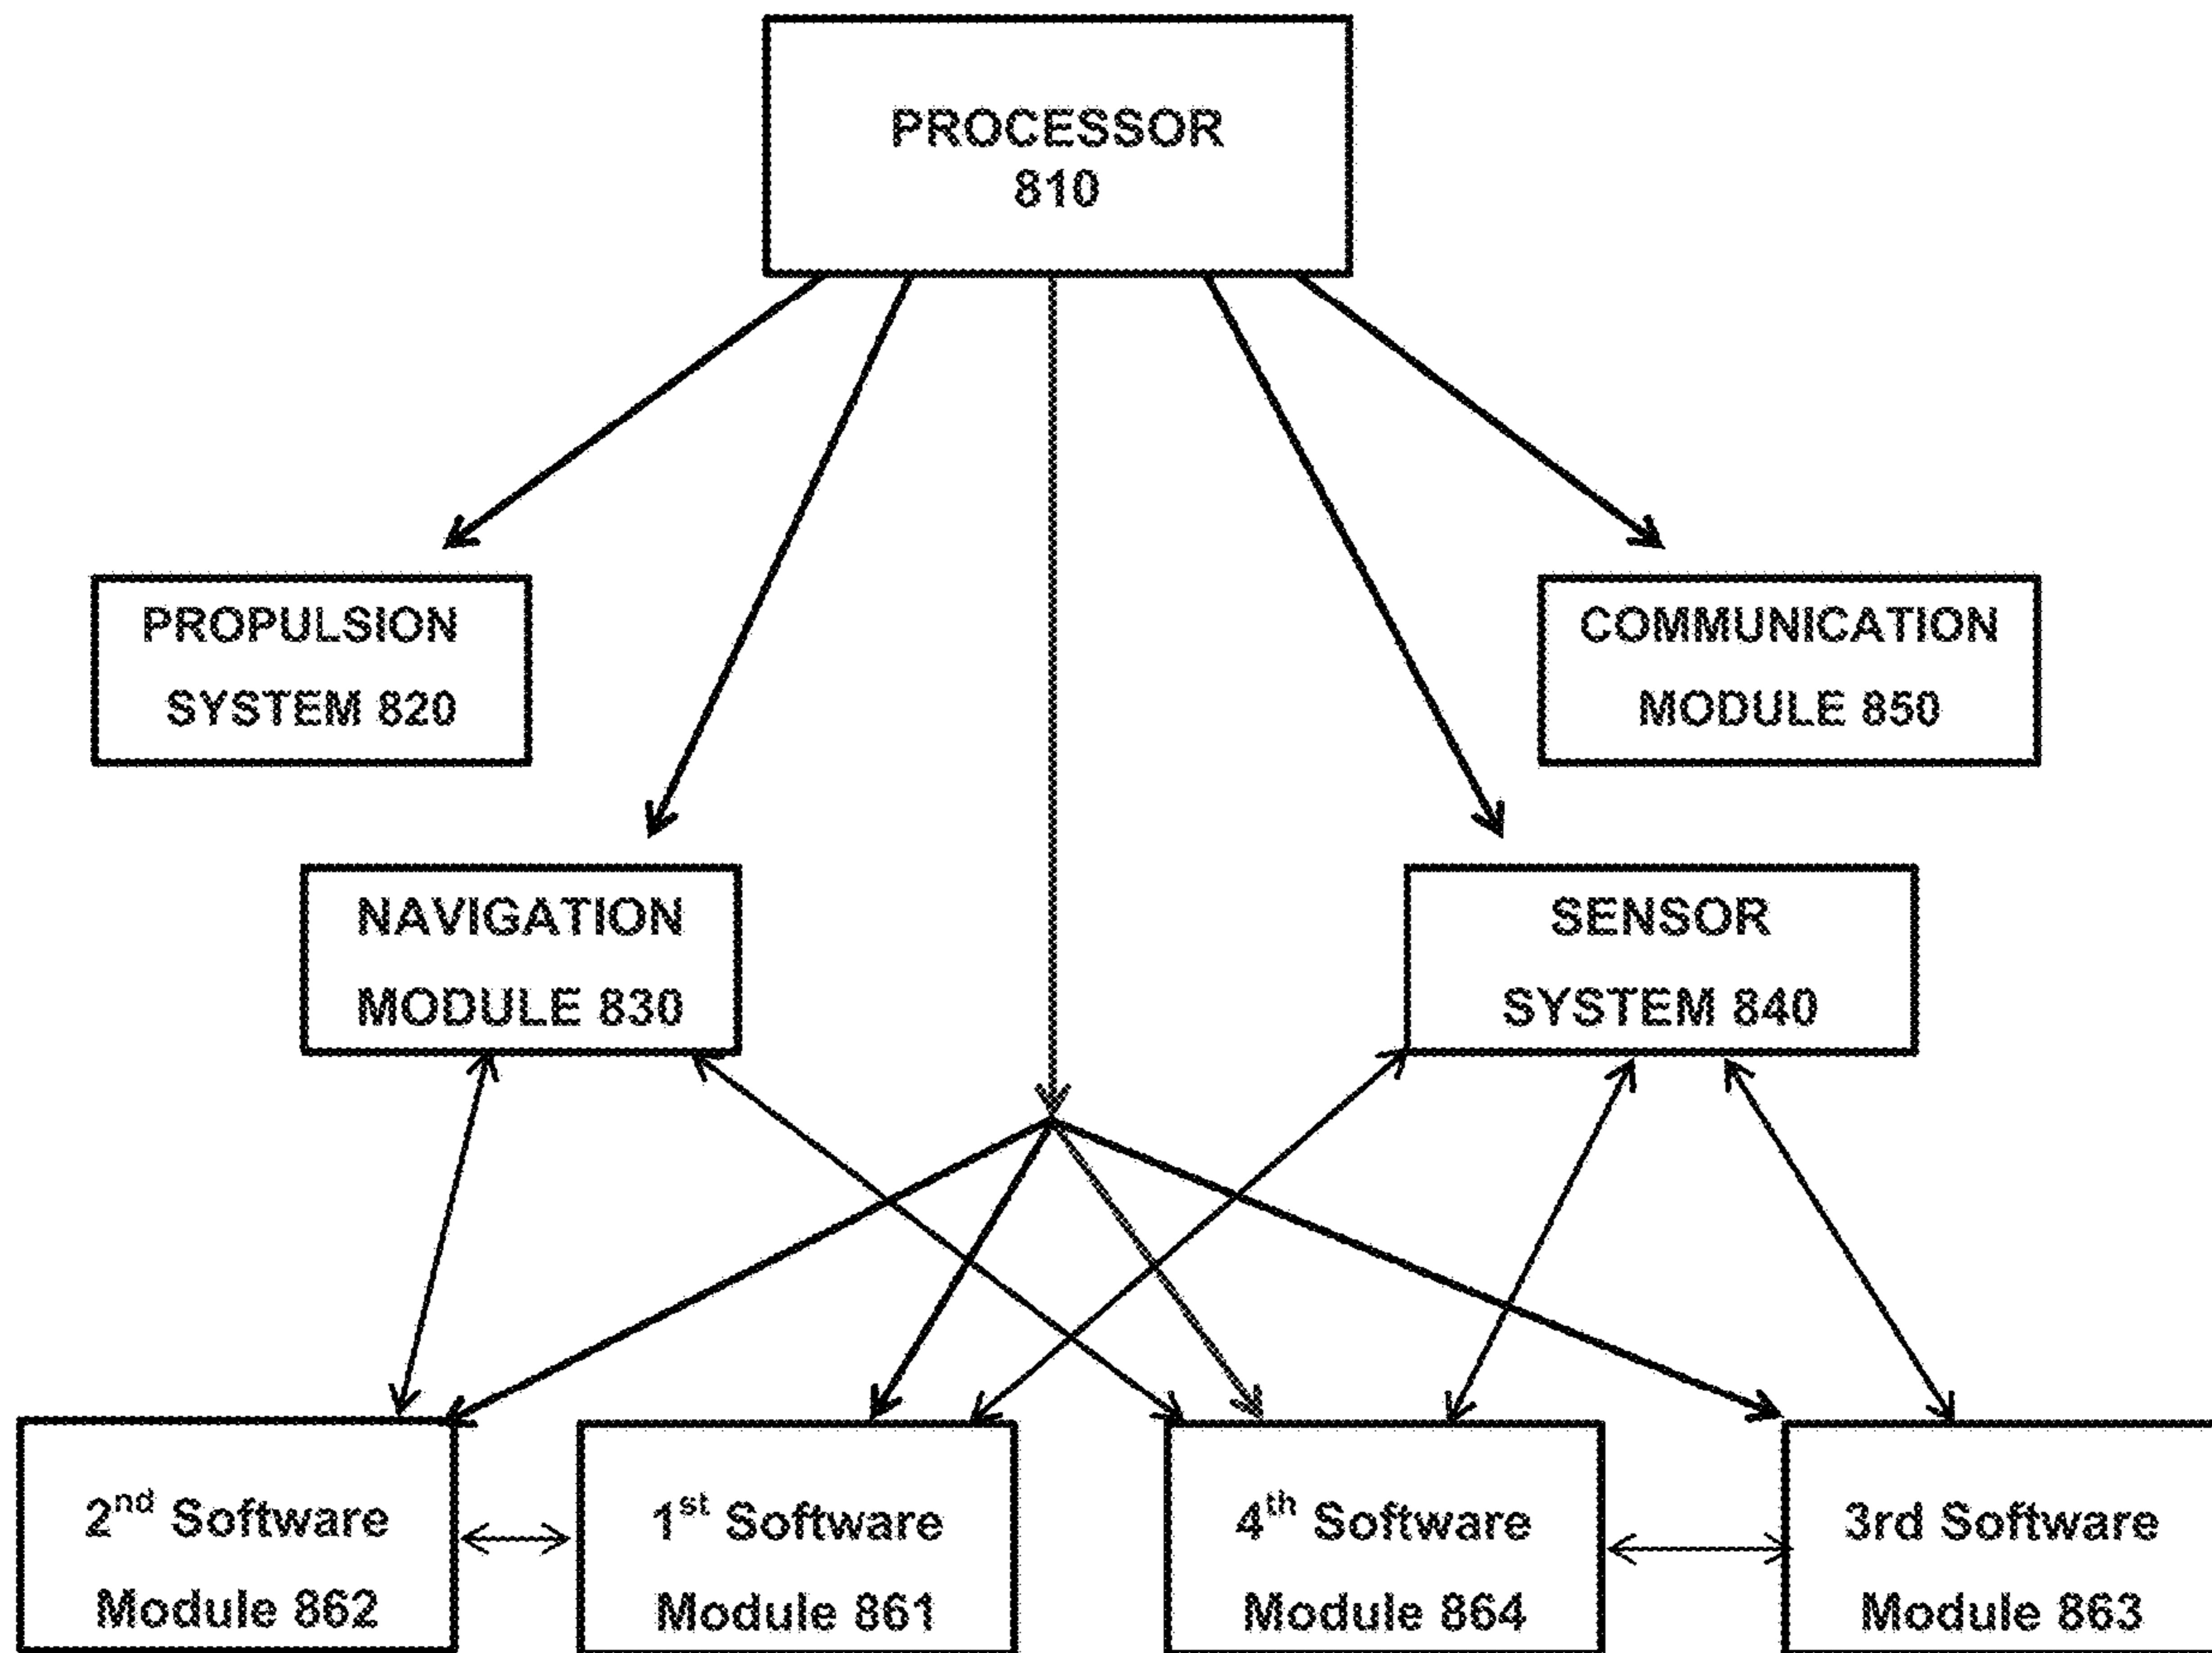 PROCESSOR
810
PROPULSION
SYSTEM 820
COMMUNICATION
MODULE 850
NAVIGATION
MODULE 830
SENSOR
SYSTEM 840
2nd Software
Module 862
1st Software
Module 861
4th Software
Module 864
3rd Software
Module 863